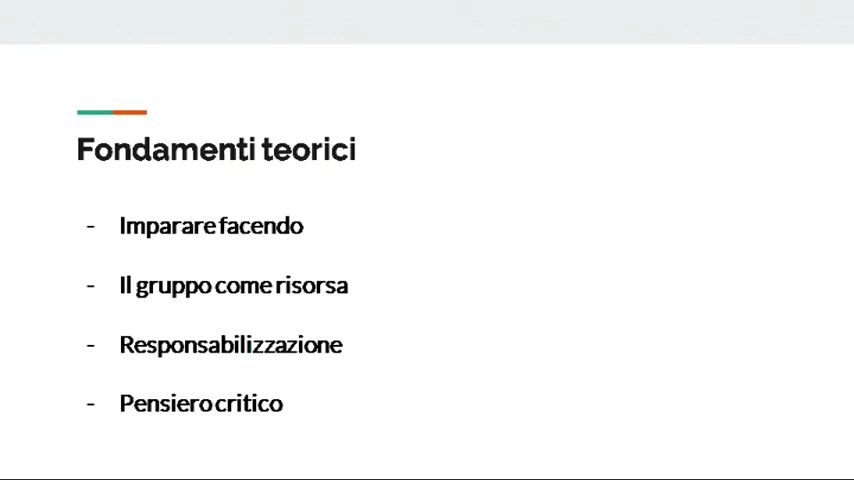 Fondamenti teorici
- Imparare facendo
- Il gruppo come risorsa
- Responsabilizzazione
- Pensiero critico